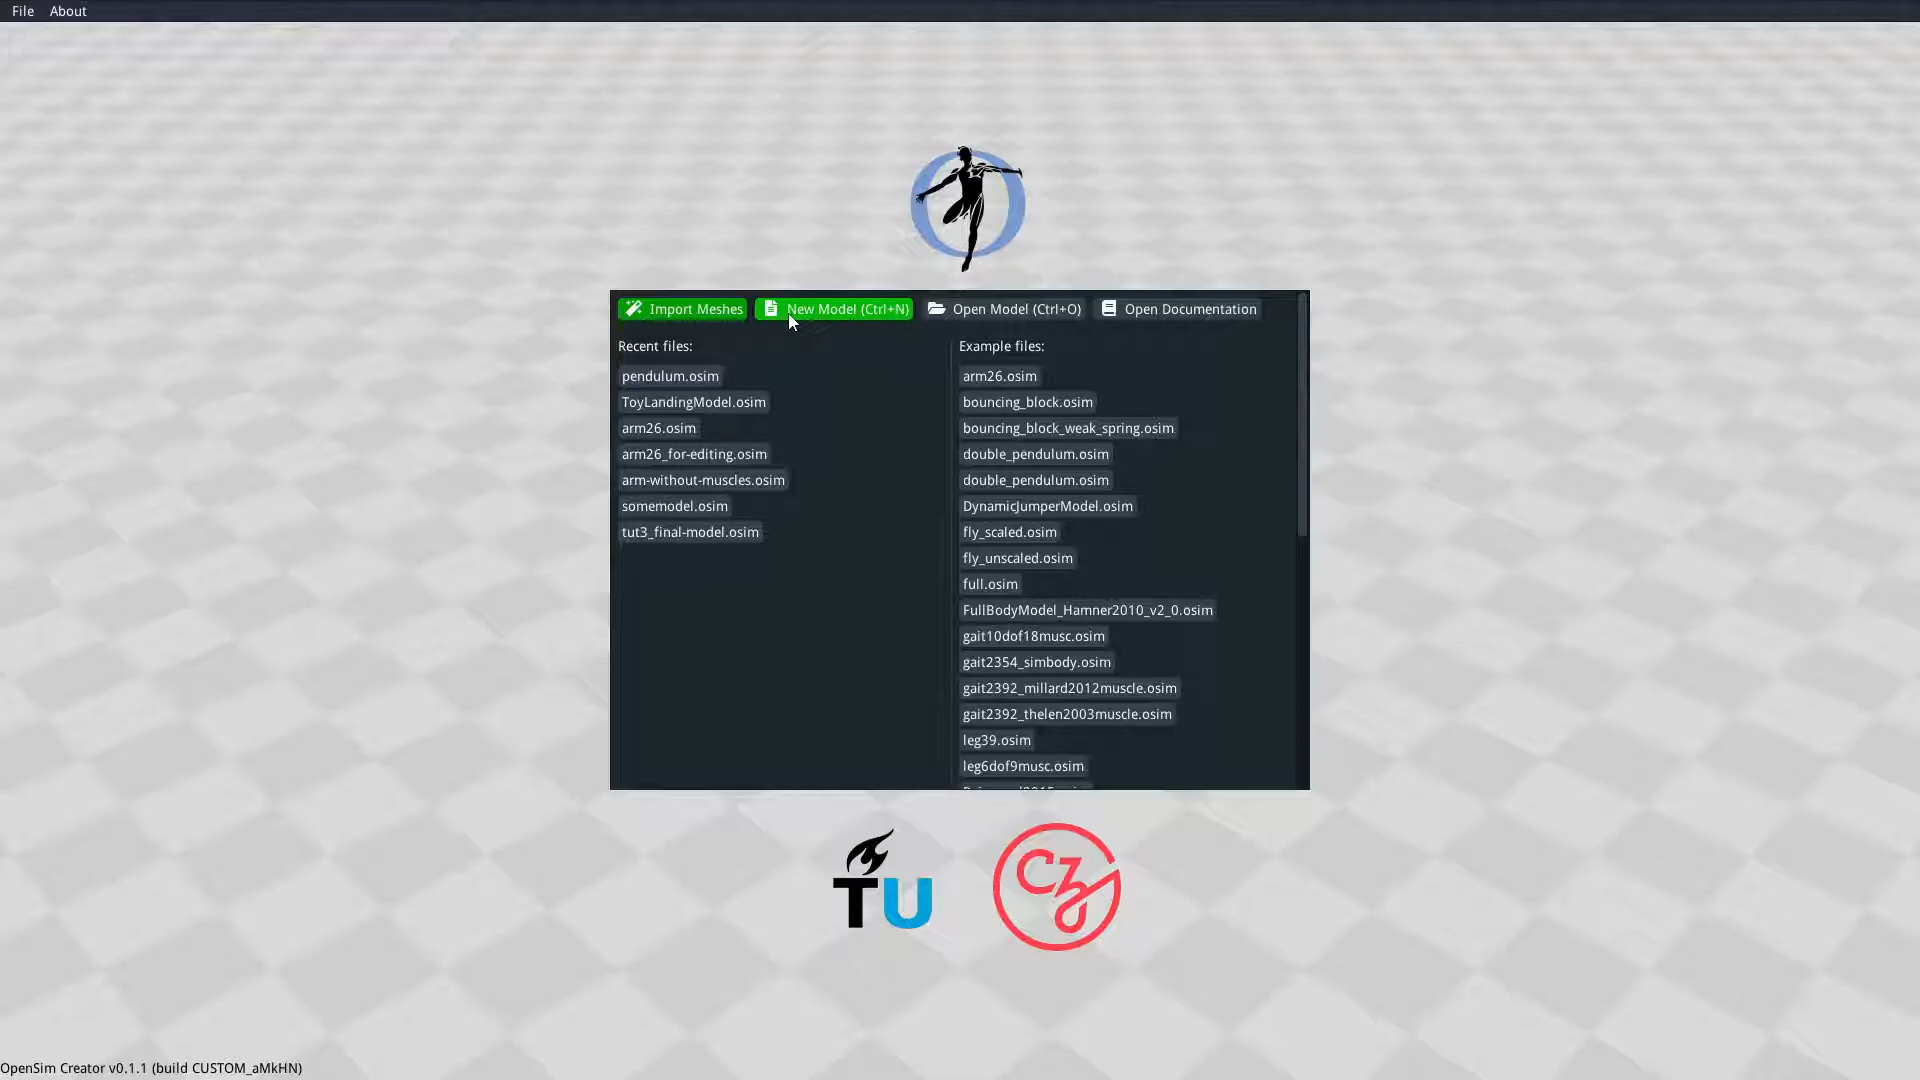 File About
Import Meshes New Model (Ctrl+N) Open Model (Ctrl+O) Open Documentation
Recent files:
pendulum.osim
ToyLandingModel.osim
arm26.osim
arm26_for-editing.osim
arm-without-muscles.osim
somemodel.osim
tut3_final-model.osim
Example files:
arm26.osim
bouncing_block.osim
bouncing_block_weak_spring.osim
double_pendulum.osim
double_pendulum.osim
DynamicJumperModel.osim
fly_scaled.osim
fly_unscaled.osim
full.osim
FullBodyModel_Hamner2010_v2_0.osim
gait10dof18musc.osim
gait2354_simbody.osim
gait2392_millard2012muscle.osim
gait2392_thelen2003muscle.osim
leg39.osim
leg6dof9musc.osim
TU CZ
OpenSim Creator v0.1.1 (build CUSTOM_aMkHN)